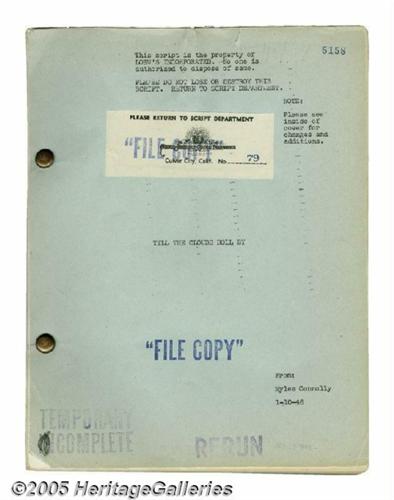 This script is the property of
LOEW'S INCORPORATED. No one is
authorized to dispose of same.
5158
PLEASE DO NOT LOSE OR DESTROY THIS
SCRIPT. RETURN TO SCRIPT DEPARTMENT.
NOTE:
Please see
inside of
cover for
changes and
additions.
PLEASE RETURN TO SCRIPT DEPARTMENT
"FILE COPY"
Culver City, Calif. No. 79
TILL THE CLOUDS ROLL BY
"FILE COPY"
FROM:
Myles Connolly
1-10-46
TEMPORARY
INCOMPLETE
RERUN
©2005 HeritageGalleries